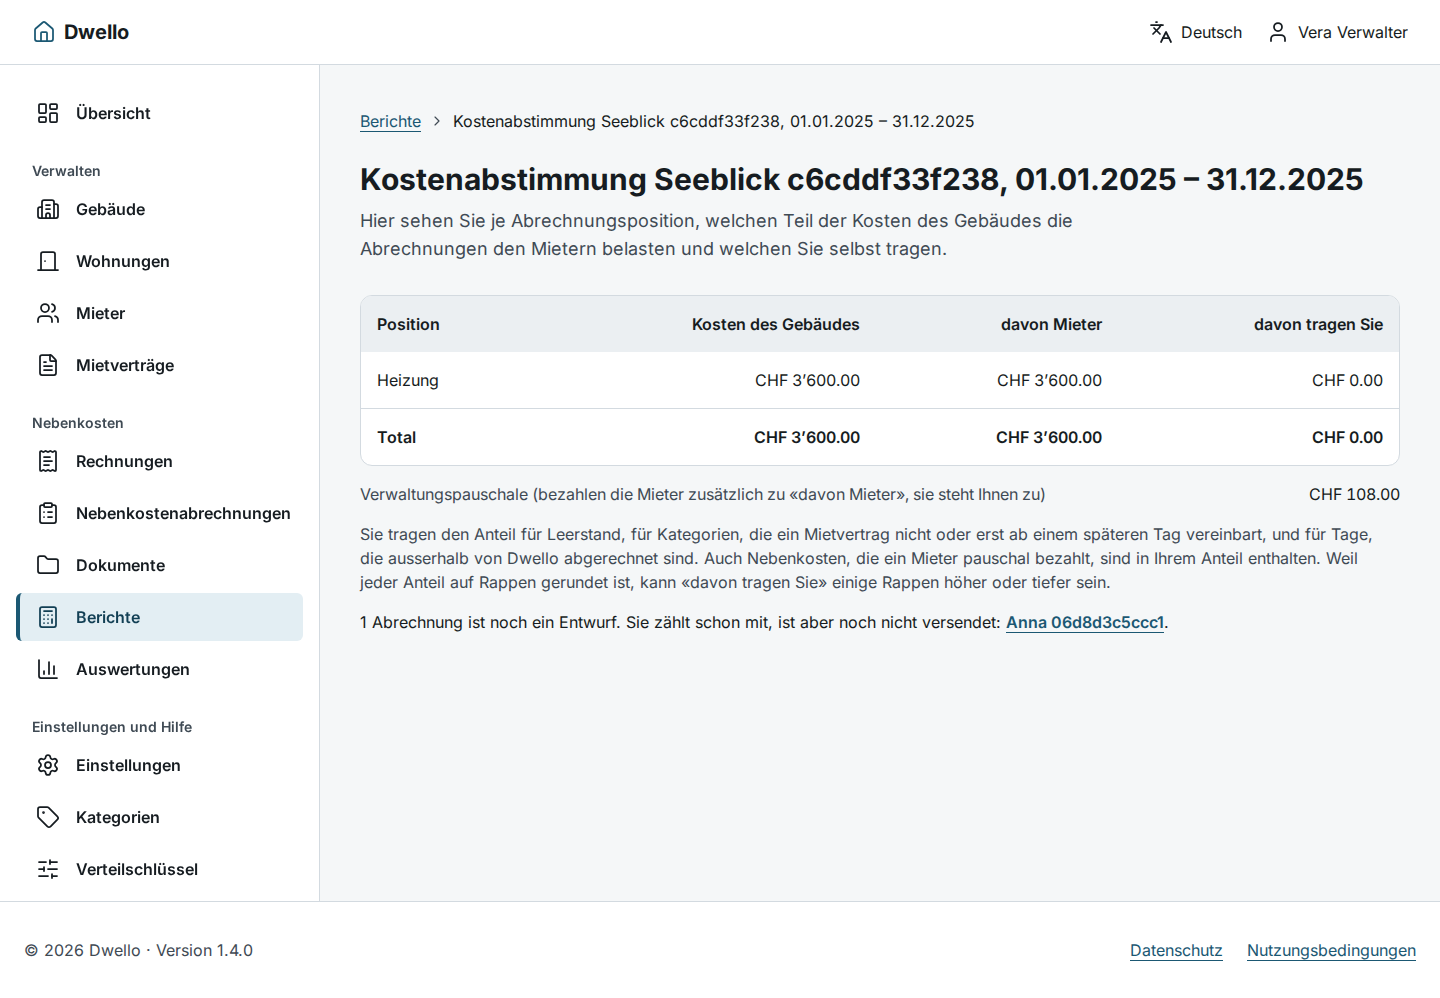 Dwello
Deutsch
Vera Verwalter
Übersicht
Verwalten
Gebäude
Wohnungen
Mieter
Mietverträge
Nebenkosten
Rechnungen
Nebenkostenabrechnungen
Dokumente
Berichte
Auswertungen
Einstellungen und Hilfe
Einstellungen
Kategorien
Verteilschlüssel
Berichte > Kostenabstimmung Seeblick c6cddf33f238, 01.01.2025 – 31.12.2025
Kostenabstimmung Seeblick c6cddf33f238, 01.01.2025 – 31.12.2025
Hier sehen Sie je Abrechnungsposition, welchen Teil der Kosten des Gebäudes die
Abrechnungen den Mietern belasten und welchen Sie selbst tragen.
Position Kosten des Gebäudes davon Mieter davon tragen Sie
Heizung CHF 3’600.00 CHF 3’600.00 CHF 0.00
Total CHF 3’600.00 CHF 3’600.00 CHF 0.00
Verwaltungspauschale (bezahlen die Mieter zusätzlich zu «davon Mieter», sie steht Ihnen zu) CHF 108.00
Sie tragen den Anteil für Leerstand, für Kategorien, die ein Mietvertrag nicht oder erst ab einem späteren Tag vereinbart, und für Tage,
die ausserhalb von Dwello abgerechnet sind. Auch Nebenkosten, die ein Mieter pauschal bezahlt, sind in Ihrem Anteil enthalten. Weil
jeder Anteil auf Rappen gerundet ist, kann «davon tragen Sie» einige Rappen höher oder tiefer sein.
1 Abrechnung ist noch ein Entwurf. Sie zählt schon mit, ist aber noch nicht versendet: Anna 06d8d3c5ccc1.
© 2026 Dwello · Version 1.4.0
Datenschutz
Nutzungsbedingungen